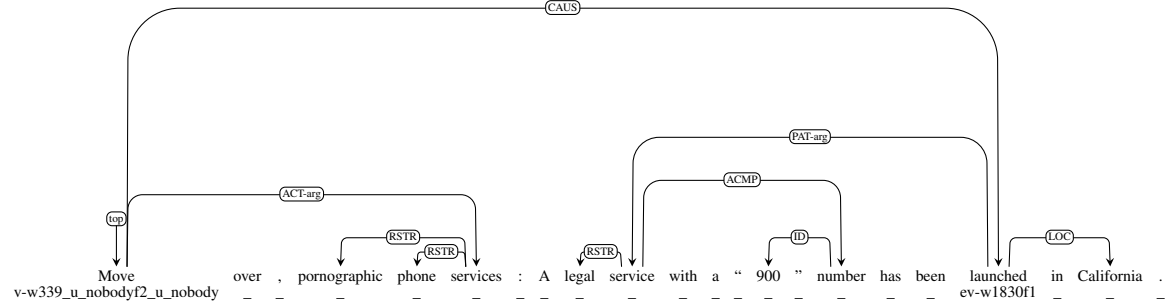 CAUS
PAT-arg
ACT-arg ACMP
top
RSTR RSTR RSTR ID LOC
Move over , pornographic phone services : A legal service with a “ 900 ” number has been launched in California .
v-w339_u_nobodyf2_u_nobody _ _ _ _ _ _ _ _ _ _ _ _ _ _ _ _ _ ev-w1830f1 _ _ _